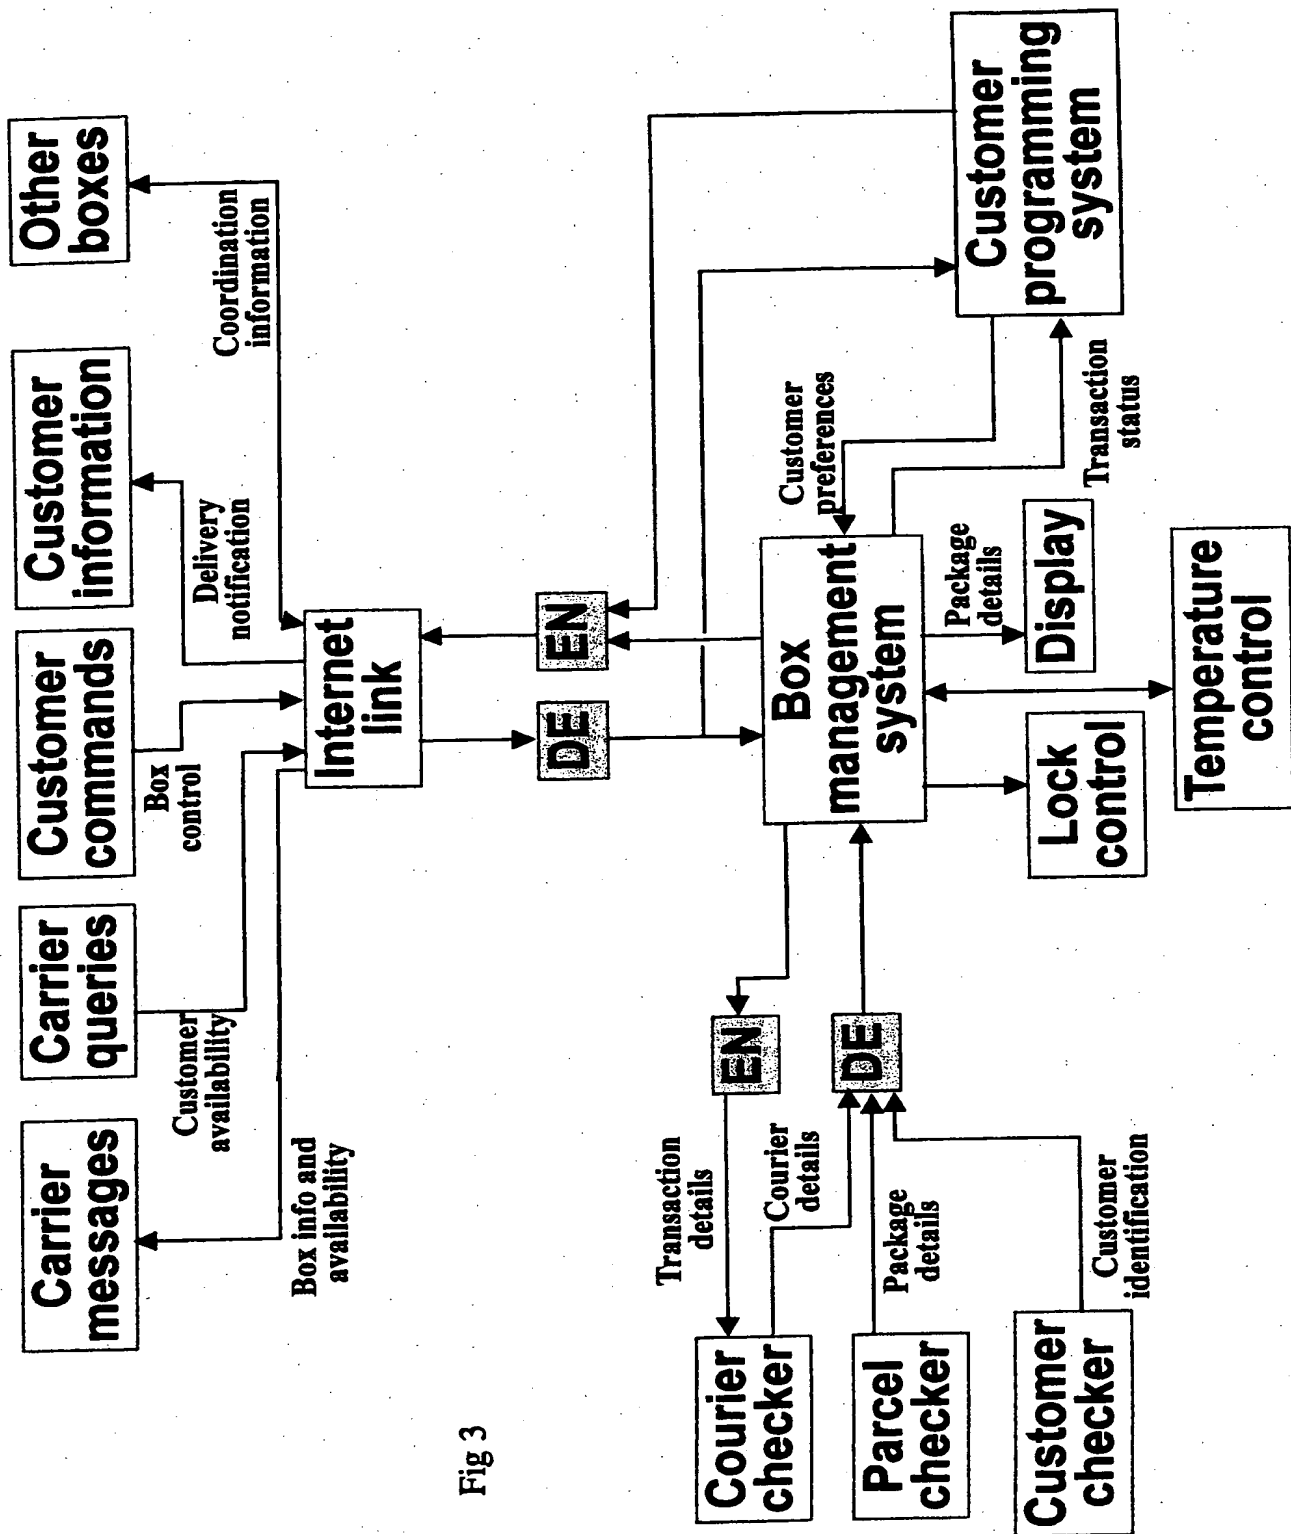 Carrier
messages
Carrier
queries
Customer
commands
Customer
information
Other
boxes
Box info and
availability
Customer
availability
Box
control
Delivery
notification
Coordination
information
Internet
link
DE
EN
Fig 3
Courier
checker
Transaction
details
EN
Courier
details
Parcel
checker
Package
details
DE
Customer
checker
Customer
identification
Box
management
system
Customer
preferences
Customer
programming
system
Transaction
status
Package
details
Lock
control
Display
Temperature
control